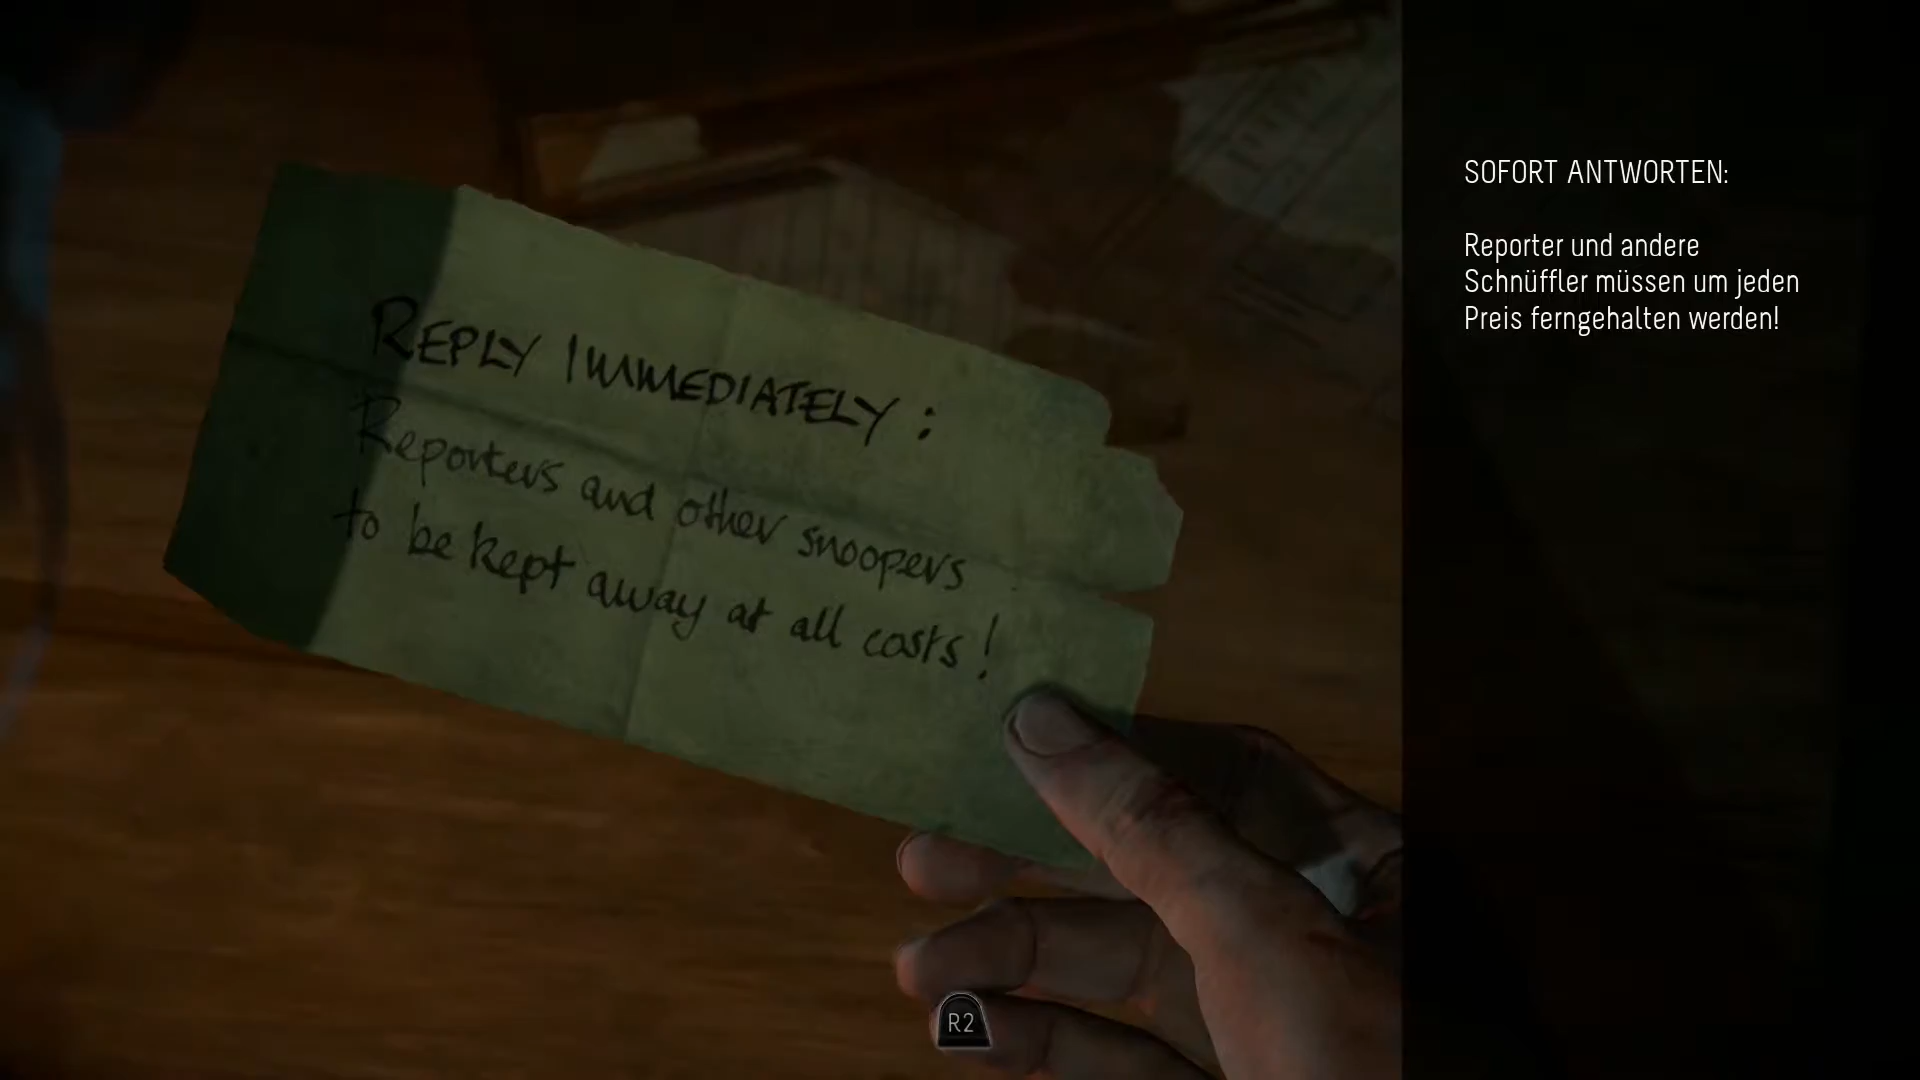 REPLY IMMEDIATELY:
Reporters and other snoopers
to be kept away at all costs!
SOFORT ANTWORTEN:
Reporter und andere
Schnüffler müssen um jeden
Preis ferngehalten werden!
R2